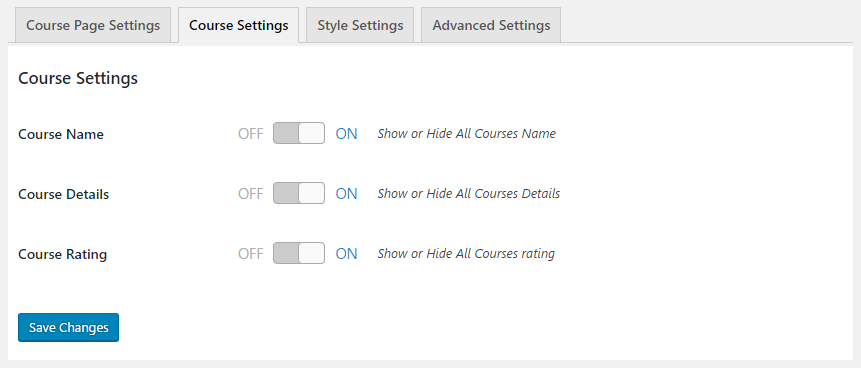 Course Page Settings Course Settings Style Settings Advanced Settings
Course Settings
Course Name OFF ON Show or Hide All Courses Name
Course Details OFF ON Show or Hide All Courses Details
Course Rating OFF ON Show or Hide All Courses rating
Save Changes